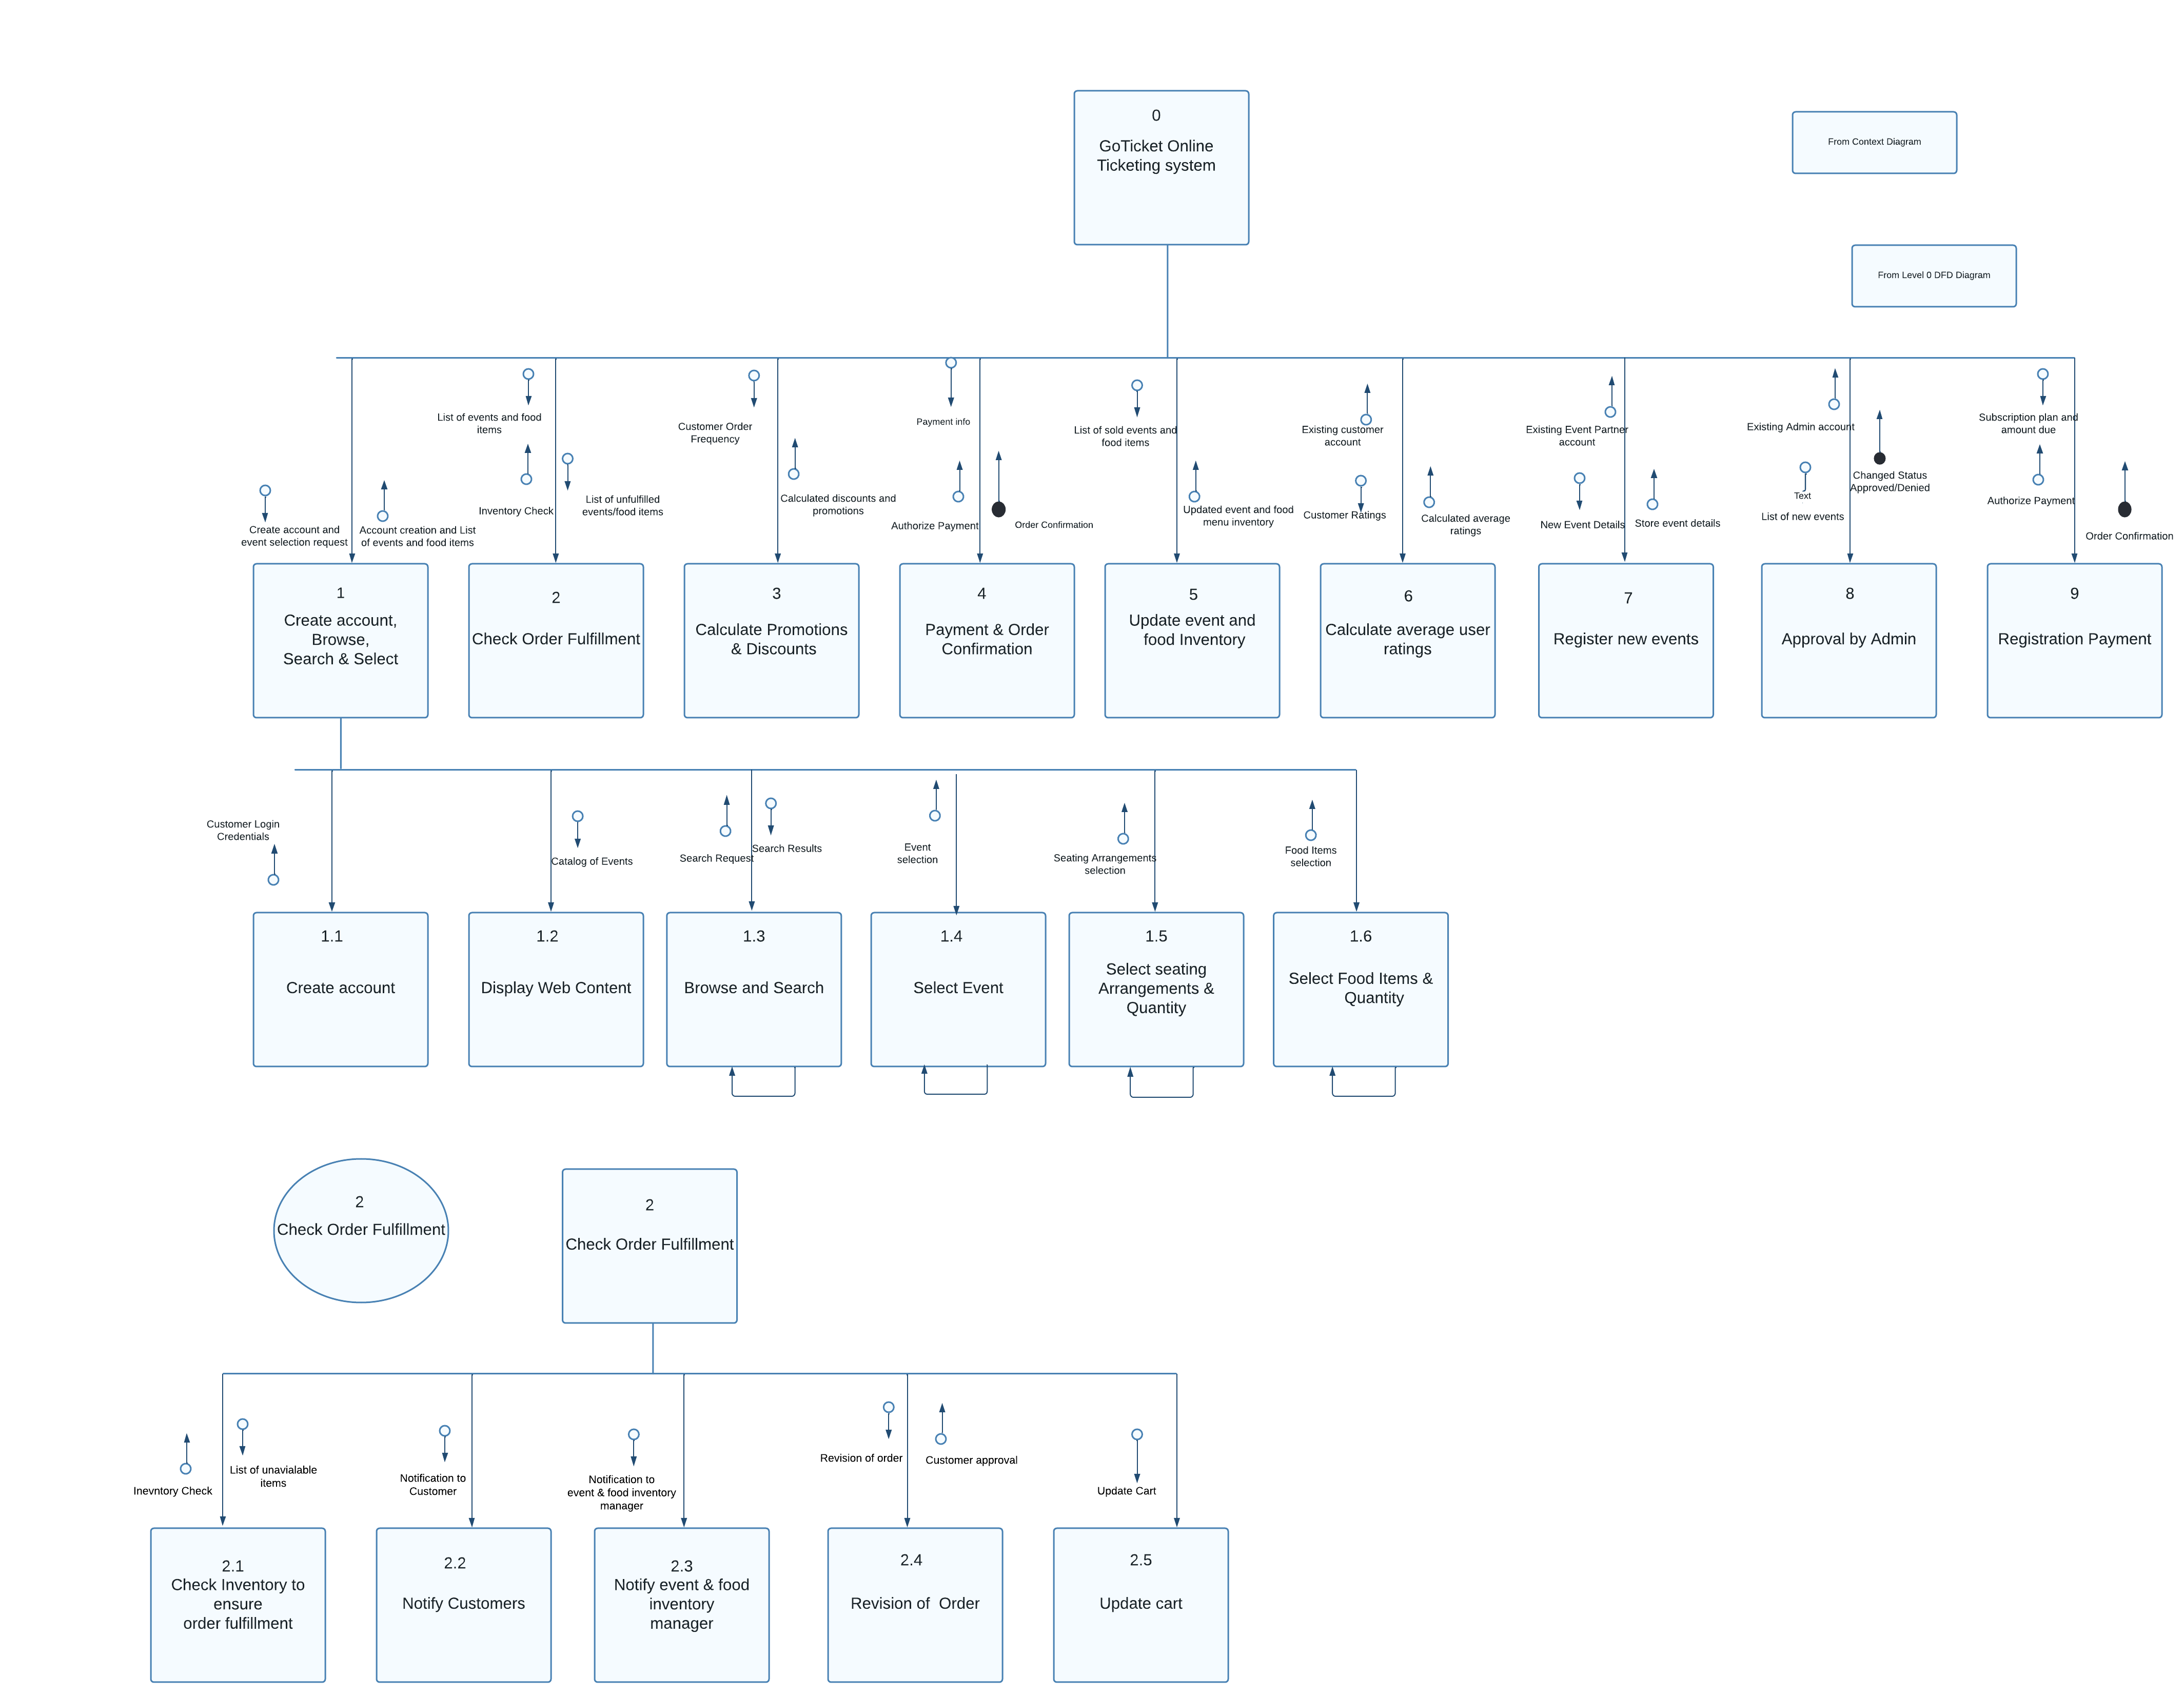 0
GoTicket Online
Ticketing system
From Context Diagram
From Level 0 DFD Diagram
List of events and food
items
Customer Order
Frequency
Payment info
List of sold events and
food items
Existing customer
account
Existing Event Partner
account
Existing Admin account
Subscription plan and
amount due
Create account and
event selection request
Account creation and List
of events and food items
Inventory Check
List of unfulfilled
events/food items
Calculated discounts and
promotions
Authorize Payment
Order Confirmation
Updated event and food
menu inventory
Customer Ratings
Calculated average
ratings
New Event Details
Store event details
Text
List of new events
Changed Status
Approved/Denied
Authorize Payment
Order Confirmation
1
Create account,
Browse,
Search & Select
2
Check Order Fulfillment
3
Calculate Promotions
& Discounts
4
Payment & Order
Confirmation
5
Update event and
food Inventory
6
Calculate average user
ratings
7
Register new events
8
Approval by Admin
9
Registration Payment
Customer Login
Credentials
Catalog of Events
Search Request
Search Results
Event
selection
Seating Arrangements
selection
Food Items
selection
1.1
Create account
1.2
Display Web Content
1.3
Browse and Search
1.4
Select Event
1.5
Select seating
Arrangements &
Quantity
1.6
Select Food Items &
Quantity
2
Check Order Fulfillment
2
Check Order Fulfillment
Inevntory Check
List of unavialable
items
Notification to
Customer
Notification to
event & food inventory
manager
Revision of order
Customer approval
Update Cart
2.1
Check Inventory to
ensure
order fulfillment
2.2
Notify Customers
2.3
Notify event & food
inventory
manager
2.4
Revision of Order
2.5
Update cart